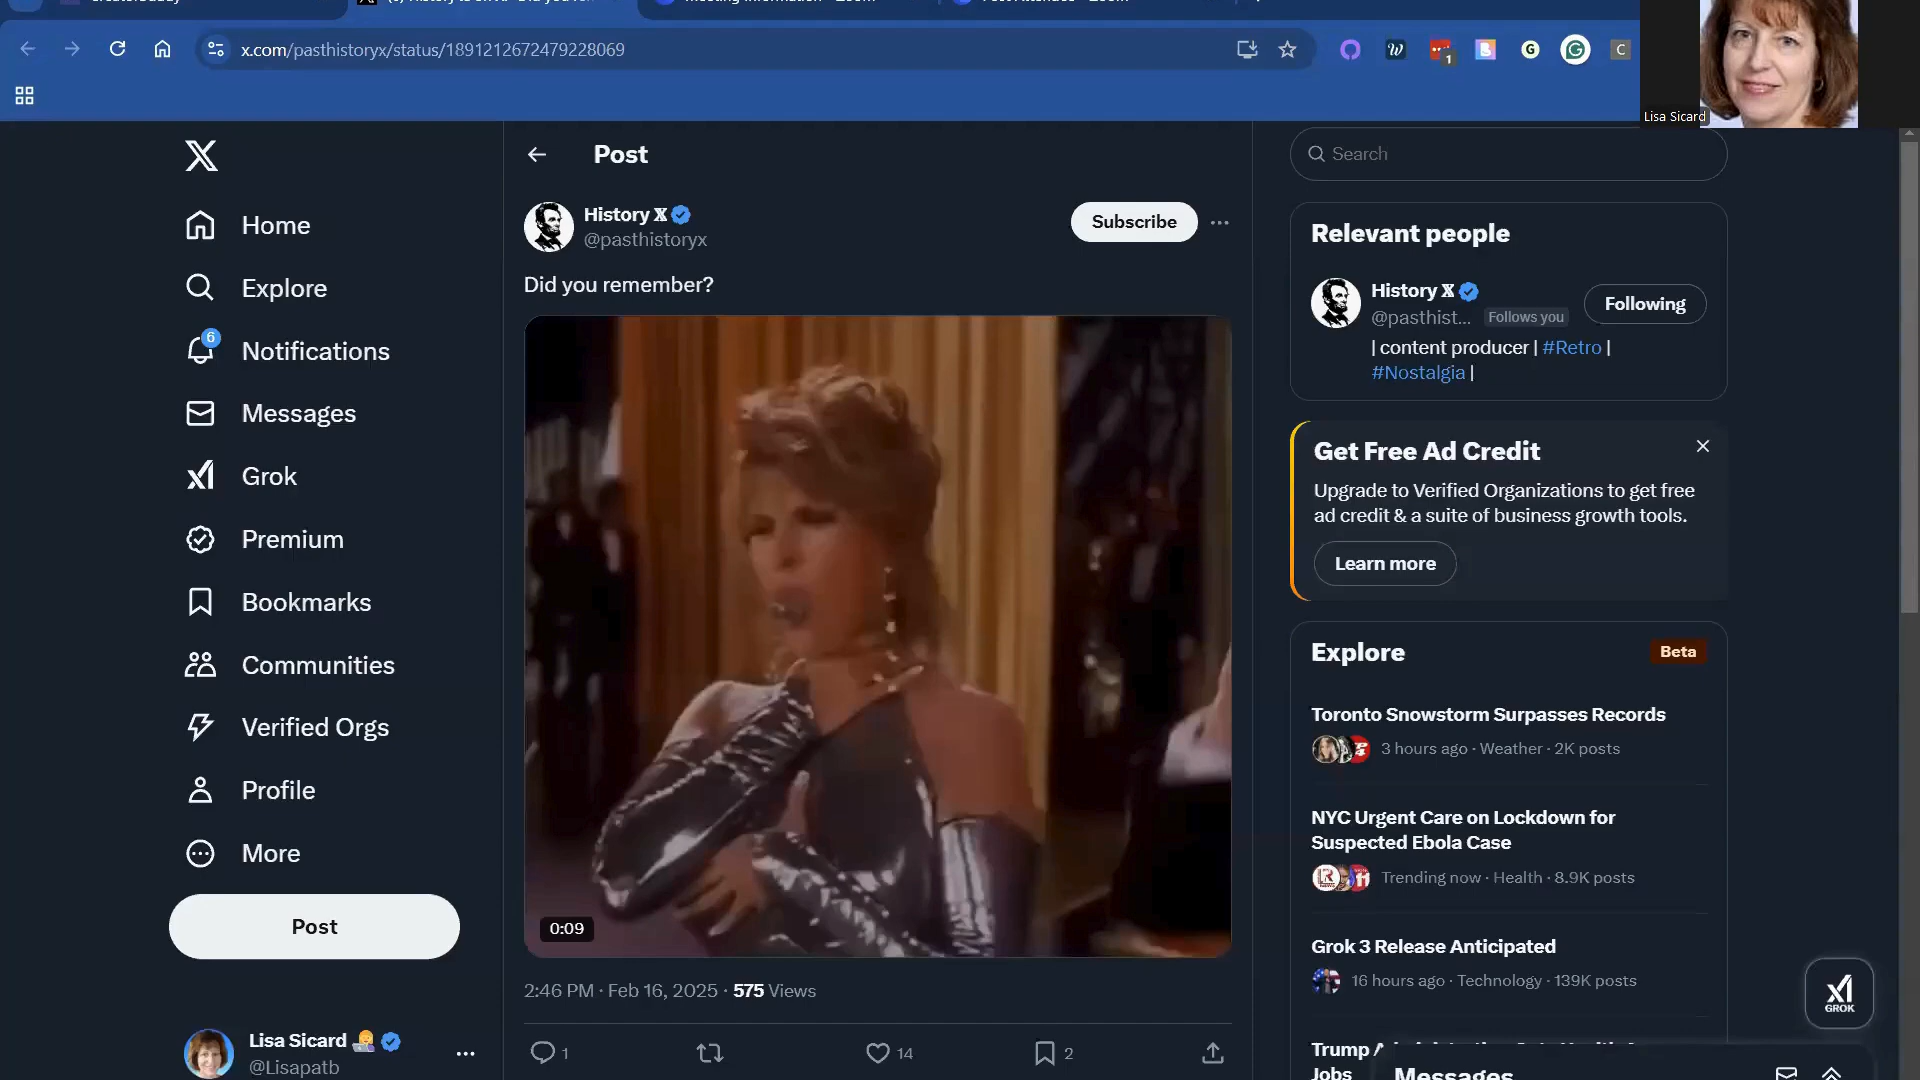 x.com/pasthistoryx/status/1891212672479228069
1
Lisa Sicard
Home
Explore
6
Notifications
Messages
Grok
Premium
Bookmarks
Communities
Verified Orgs
Profile
More
Post
Lisa Sicard
@Lisapatb
Post
History X
@pasthistoryx
Subscribe
Did you remember?
0:09
2:46 PM · Feb 16, 2025 · 575 Views
1
14
2
Search
Relevant people
History X
@pasthist... Follows you
Following
| content producer | #Retro |
#Nostalgia |
Get Free Ad Credit
Upgrade to Verified Organizations to get free
ad credit & a suite of business growth tools.
Learn more
Explore
Beta
Toronto Snowstorm Surpasses Records
3 hours ago · Weather · 2K posts
NYC Urgent Care on Lockdown for
Suspected Ebola Case
Trending now · Health · 8.9K posts
Grok 3 Release Anticipated
16 hours ago · Technology · 139K posts
Trump
Jobs
Messages
GROK